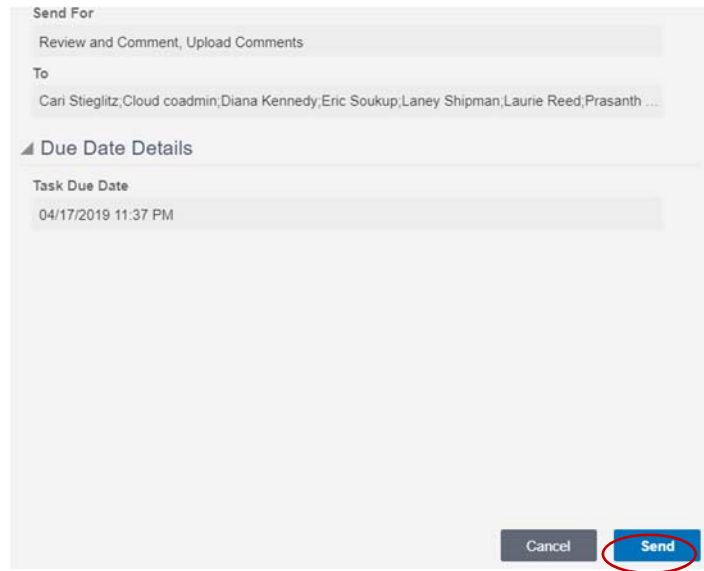 Send For
Review and Comment, Upload Comments
To
Cari Stieglitz;Cloud coadmin;Diana Kennedy;Eric Soukup;Laney Shipman;Laurie Reed;Prasanth ...
Due Date Details
Task Due Date
04/17/2019 11:37 PM
Cancel
Send